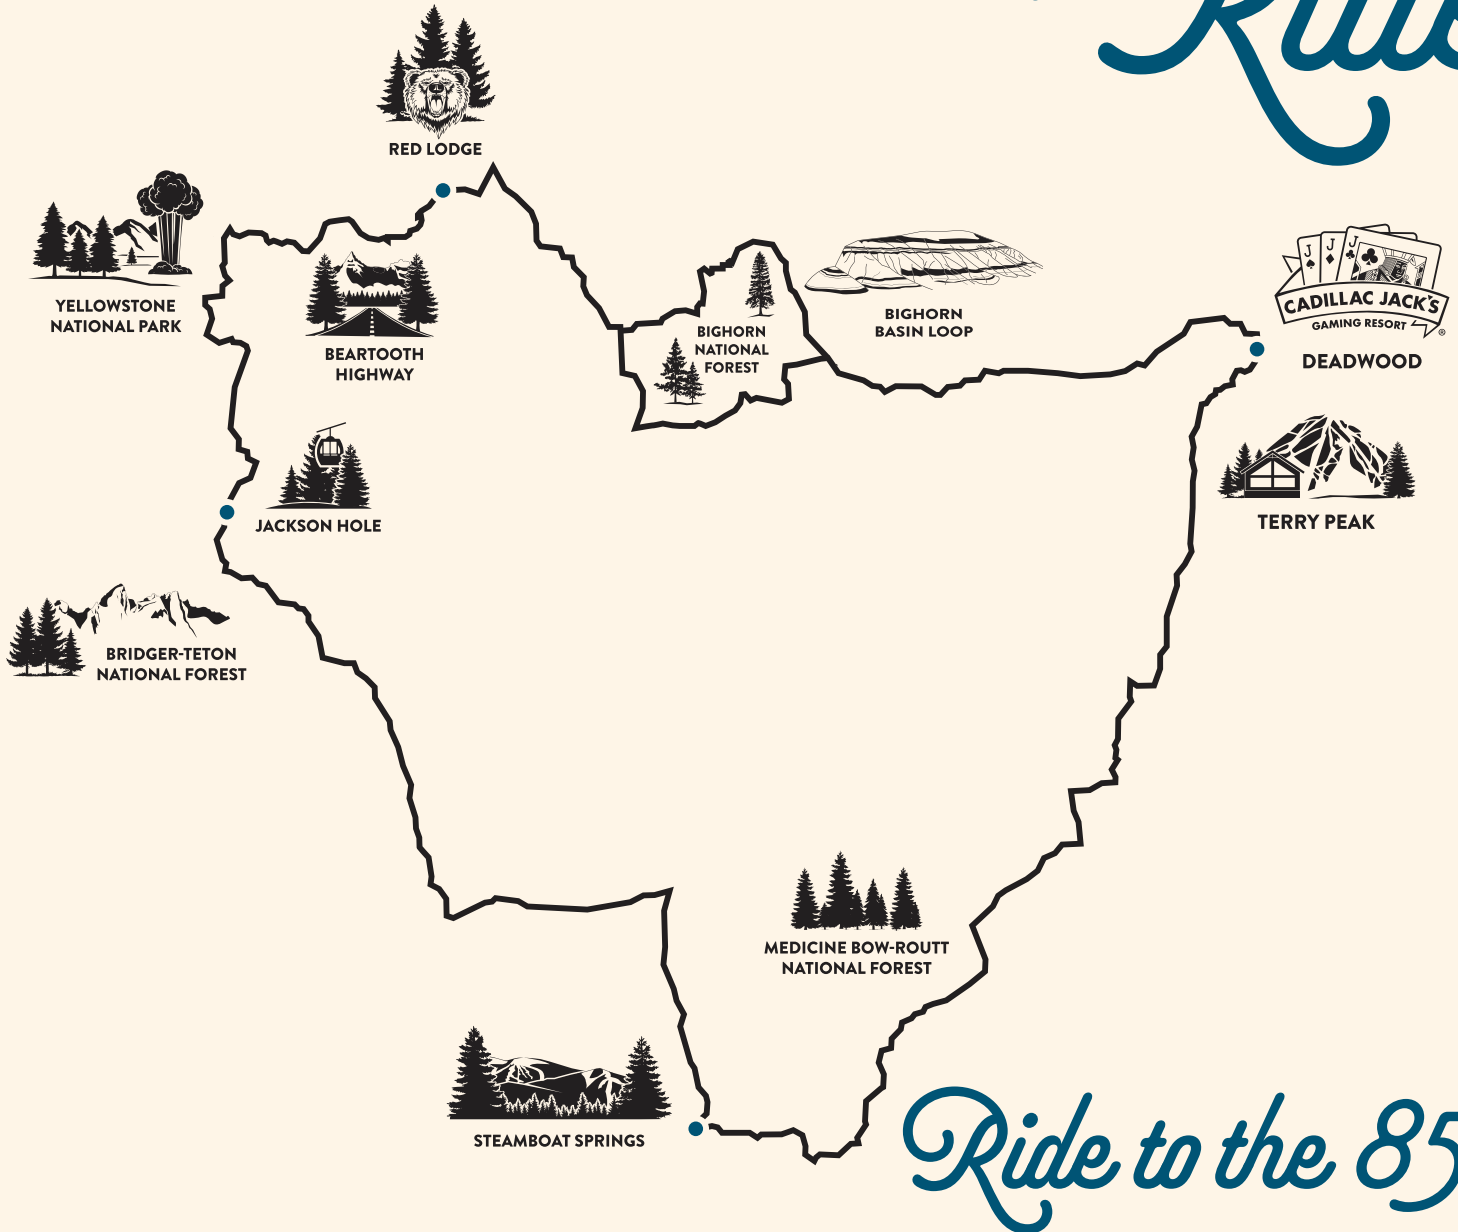 RED LODGE
YELLOWSTONE
NATIONAL PARK
BEARTOOTH
HIGHWAY
BIGHORN
NATIONAL
FOREST
BIGHORN
BASIN LOOP
J
J
J
CADILLAC JACK'S
GAMING RESORT
®
DEADWOOD
JACKSON HOLE
TERRY PEAK
BRIDGER-TETON
NATIONAL FOREST
MEDICINE BOW-ROUTT
NATIONAL FOREST
STEAMBOAT SPRINGS
Ride to the 85